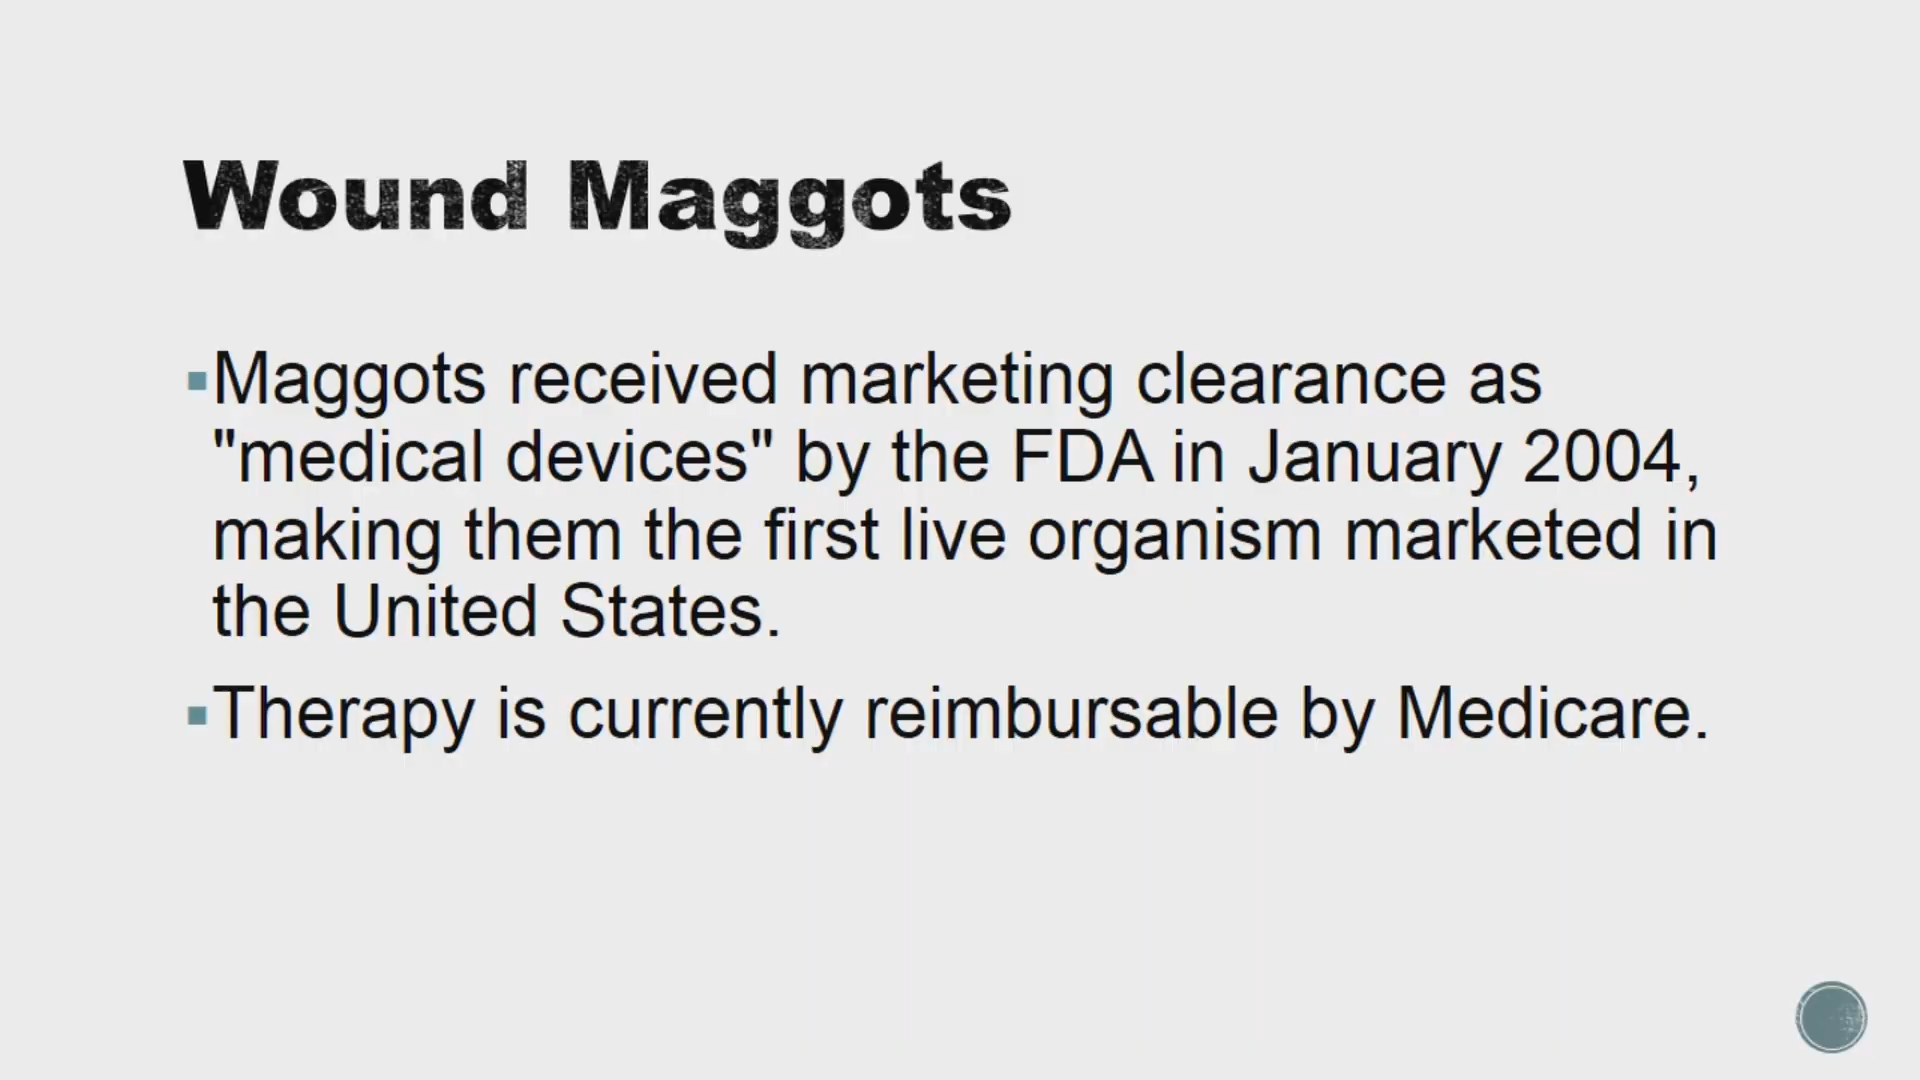 Wound Maggots
▪Maggots received marketing clearance as
"medical devices" by the FDA in January 2004,
making them the first live organism marketed in
the United States.
▪Therapy is currently reimbursable by Medicare.